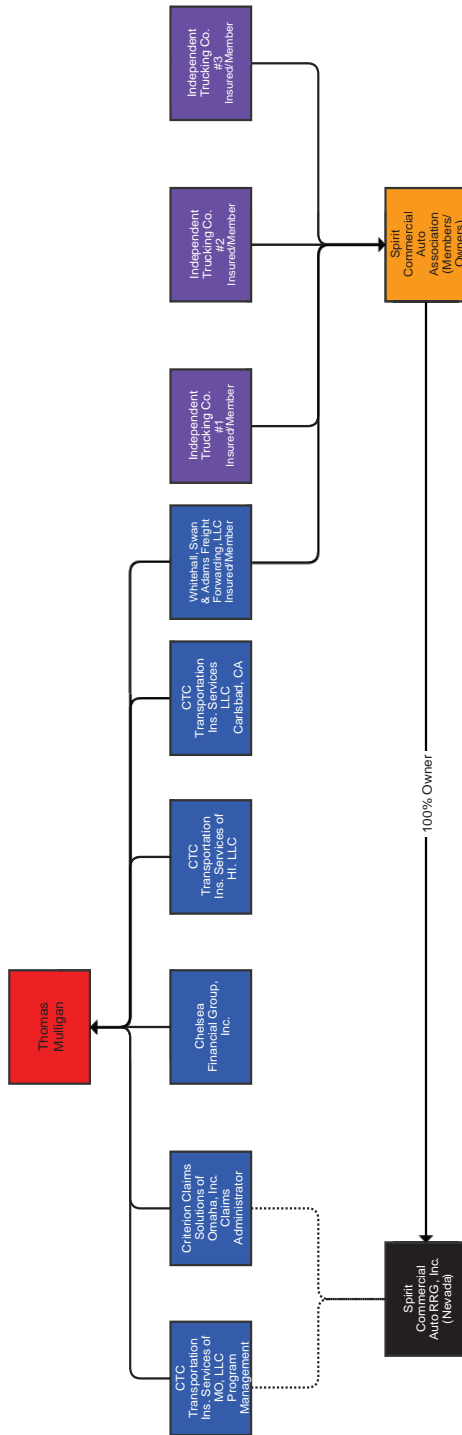 Thomas
Mulligan
CTC
Transportation
Ins. Services of
MO, LLC
Program
Management
Criterion Claims
Solutions of
Omaha, Inc.
Claims
Administrator
Chelsea
Financial Group,
Inc.
CTC
Transportation
Ins. Services of
HI. LLC
CTC
Transportation
Ins. Services
LLC
Carlsbad, CA
Whitehall, Swan
& Adams Freight
Forwarding, LLC
Insured/Member
Independent
Trucking Co.
#1
Insured/Member
Independent
Trucking Co.
#2
Insured/Member
Independent
Trucking Co.
#3
Insured/Member
Spirit
Commercial
Auto RRG, Inc.
(Nevada)
100% Owner
Spirit
Commercial
Auto
Association
(Members/
Owners)